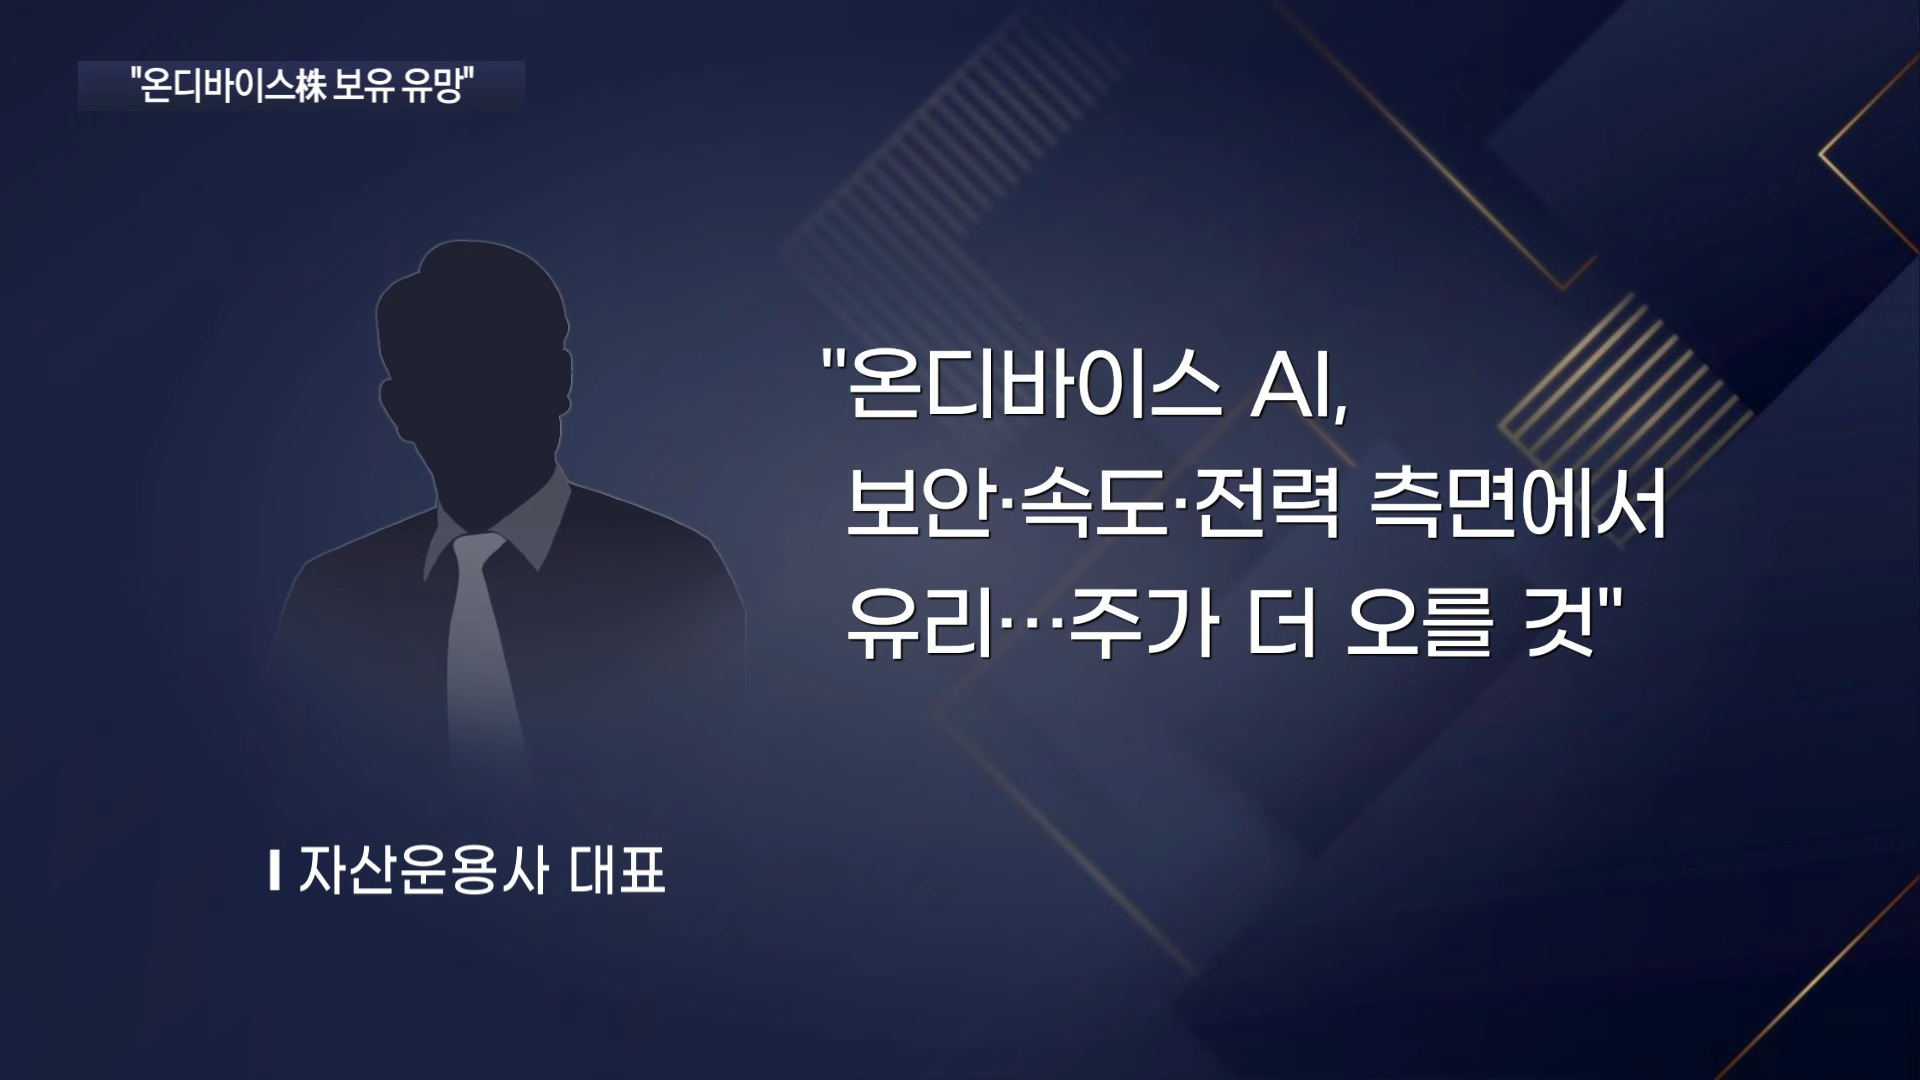 "온디바이스株 보유 유망"
"온디바이스 AI,
보안·속도·전력 측면에서
유리…주가 더 오를 것"
자산운용사 대표